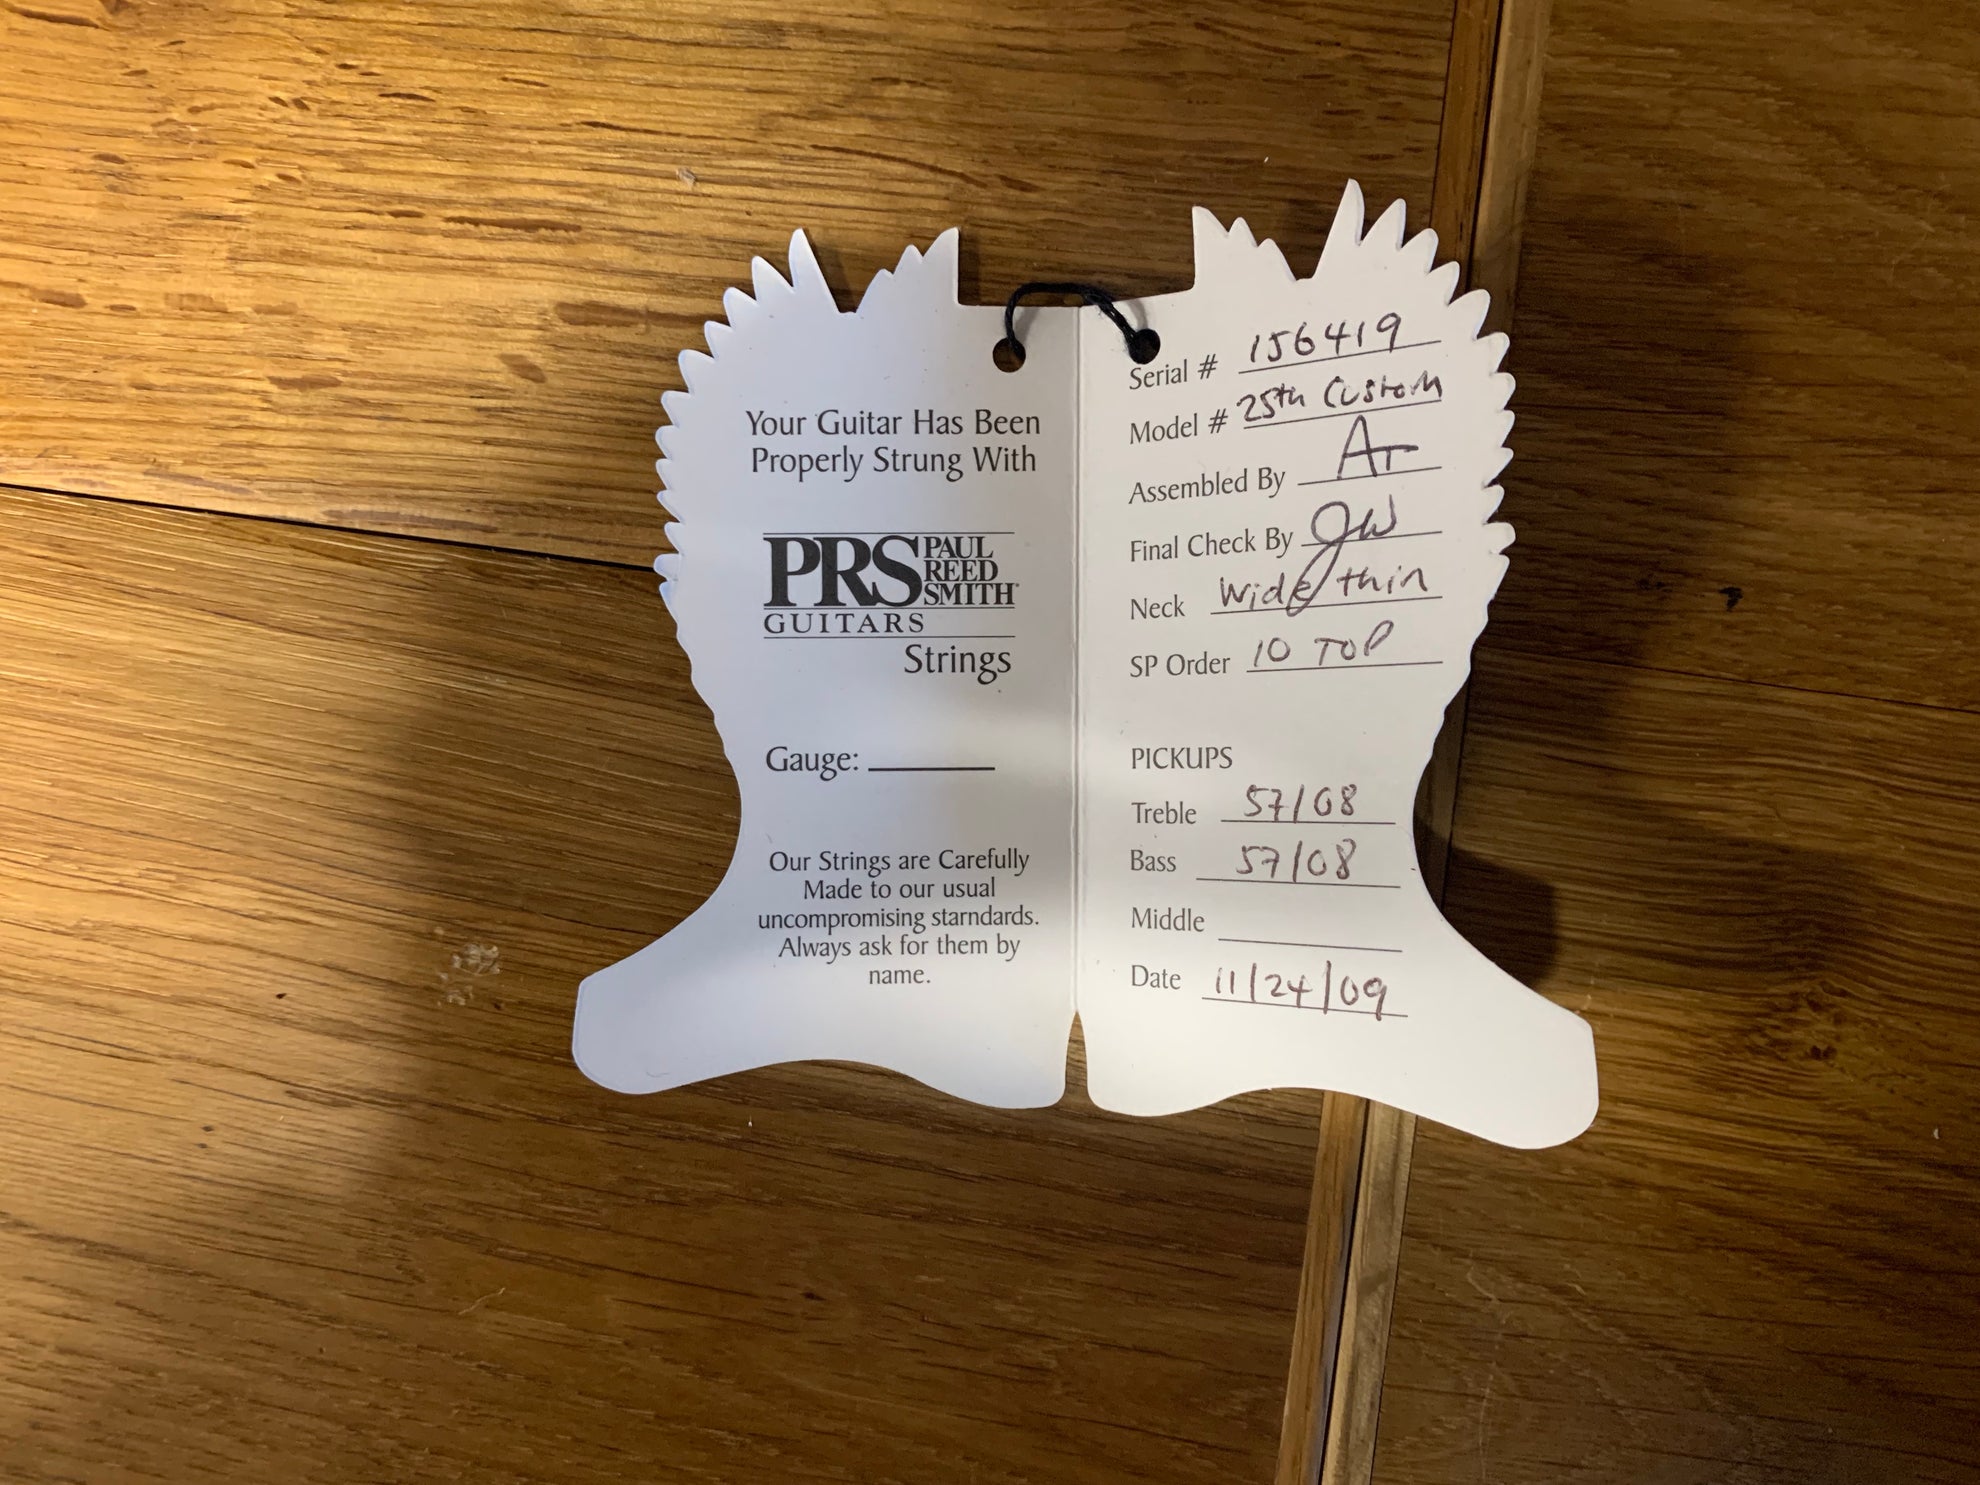 Your Guitar Has Been
Properly Strung With
PRS PAUL
REED
SMITH
GUITARS
Strings
Gauge:
Our Strings are Carefully
Made to our usual
uncompromising starndards.
Always ask for them by
name.
Serial # 156419
Model # 25th Custom
Assembled By AT
Final Check By JW
Neck Wide thin
SP Order 10 TOP
PICKUPS
Treble 57/08
Bass 57/08
Middle
Date 11/24/09